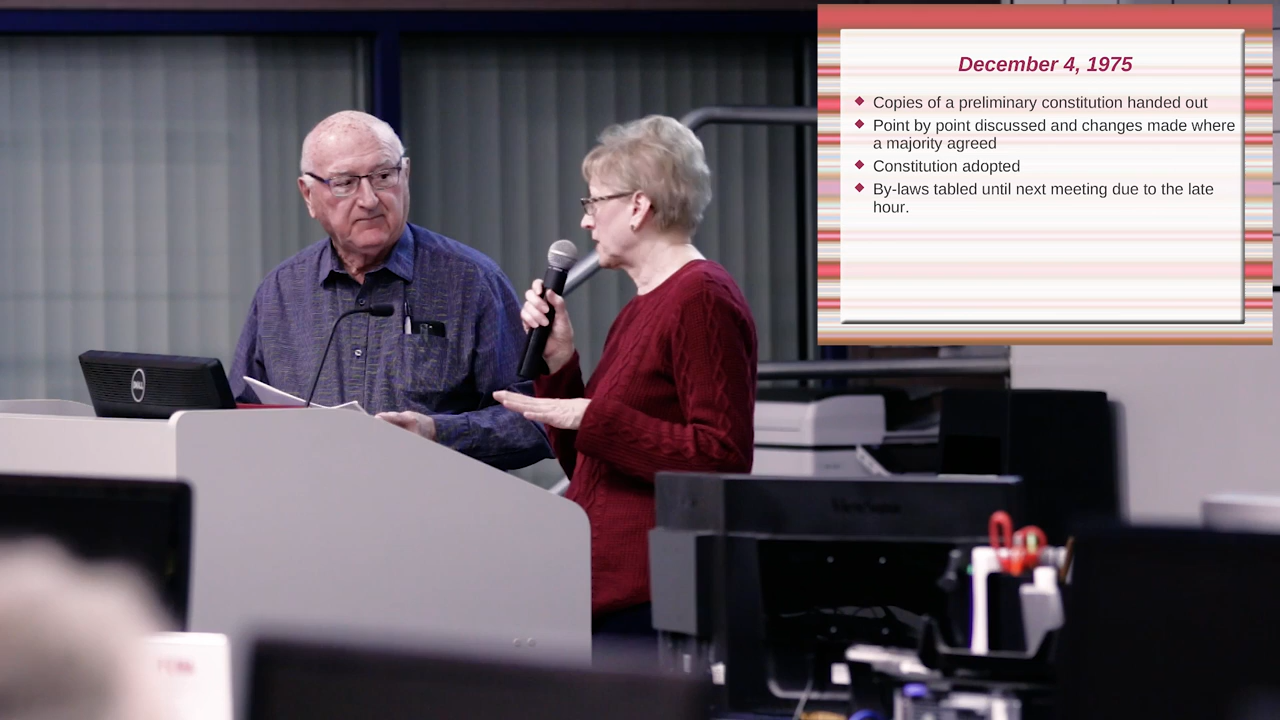 December 4, 1975
Copies of a preliminary constitution handed out
Point by point discussed and changes made where
a majority agreed
Constitution adopted
By-laws tabled until next meeting due to the late
hour.
DELL
ViewSonic